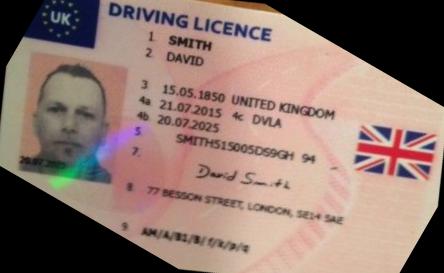 UK
DRIVING LICENCE
1. SMITH
2. DAVID
3 15.05.1850 UNITED KINGDOM
4a 21.07.2015 4c DVLA
4b 20.07.2025
5 SMITH515005DS9GH 94
7. David Smith
8 77 BESSON STREET, LONDON, SE14 5AE
9 AM/A/B1/B/f/k/p/q
20.07.2025